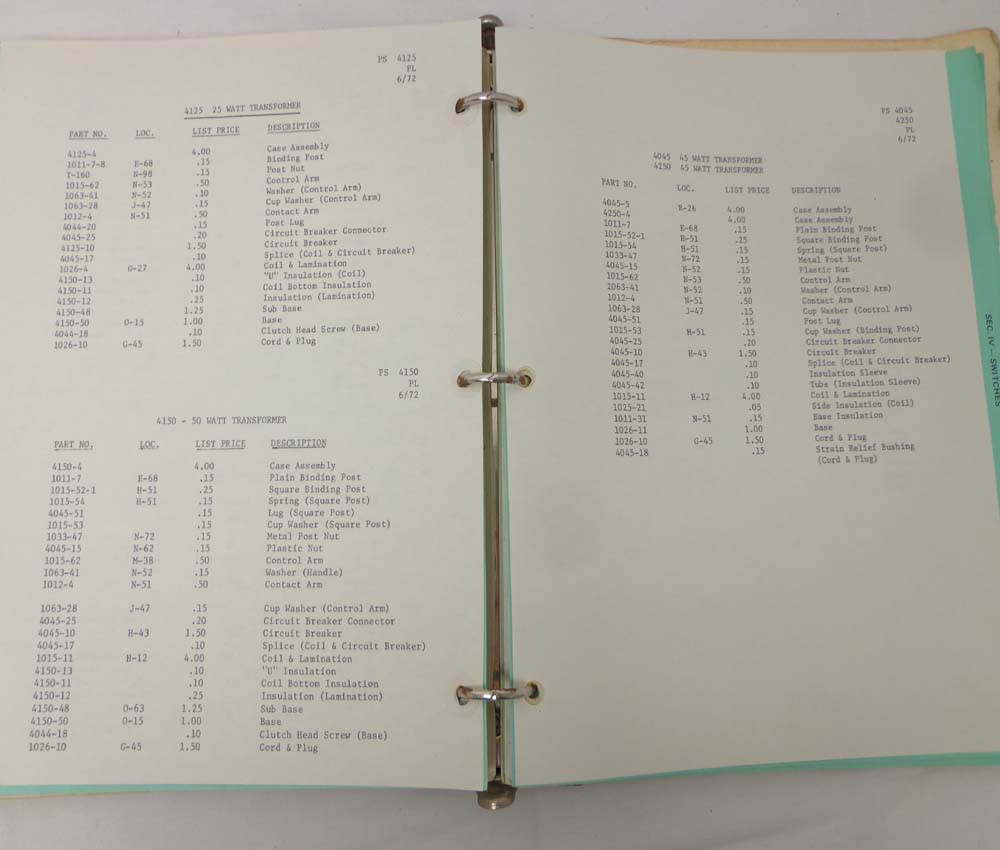 PS 4125
PL
6/72
4125 25 WATT TRANSFORMER
PART NO. LOC. LIST PRICE DESCRIPTION
4125-4 4.00 Case Assembly
1011-7-8 E-68 .15 Binding Post
T-160 N-98 .15 Post Nut
1015-62 N-53 .50 Control Arm
1063-41 N-52 .10 Washer (Control Arm)
1063-28 J-47 .15 Cup Washer (Control Arm)
1012-4 N-51 .50 Contact Arm
4044-20 .15 Post Lug
4045-25 .20 Circuit Breaker Connector
4125-10 1.50 Circuit Breaker
4045-17 .10 Splice (Coil & Circuit Breaker)
1026-4 G-27 4.00 Coil & Lamination
4150-13 .10 "U" Insulation (Coil)
4150-11 .10 Coil Bottom Insulation
4150-12 .25 Insulation (Lamination)
4150-48 1.25 Sub Base
4150-50 O-15 1.00 Base
4044-18 .10 Clutch Head Screw (Base)
1026-10 G-45 1.50 Cord & Plug
PS 4150
PL
6/72
4150 - 50 WATT TRANSFORMER
PART NO. LOC. LIST PRICE DESCRIPTION
4150-4 4.00 Case Assembly
1011-7 E-68 .15 Plain Binding Post
1015-52-1 H-51 .25 Square Binding Post
1015-54 H-51 .15 Spring (Square Post)
4045-51 .15 Lug (Square Post)
1015-53 .15 Cup Washer (Square Post)
1033-47 N-72 .15 Metal Post Nut
4045-15 N-62 .15 Plastic Nut
1015-62 M-38 .50 Control Arm
1063-41 N-52 .15 Washer (Handle)
1012-4 N-51 .50 Contact Arm
1063-28 J-47 .15 Cup Washer (Control Arm)
4045-25 .20 Circuit Breaker Connector
4045-10 H-43 1.50 Circuit Breaker
4045-17 .10 Splice (Coil & Circuit Breaker)
1015-11 H-12 4.00 Coil & Lamination
4150-13 .10 "U" Insulation
4150-11 .10 Coil Bottom Insulation
4150-12 .25 Insulation (Lamination)
4150-48 O-63 1.25 Sub Base
4150-50 O-15 1.00 Base
4044-18 .10 Clutch Head Screw (Base)
1026-10 G-45 1.50 Cord & Plug
PS 4045
4250
PL
6/72
4045 45 WATT TRANSFORMER
4250 45 WATT TRANSFORMER
PART NO. LOC. LIST PRICE DESCRIPTION
4045-5 R-26 4.00 Case Assembly
4250-4 4.00 Case Assembly
1011-7 E-68 .15 Plain Binding Post
1015-52-1 H-51 .25 Square Binding Post
1015-54 H-51 .15 Spring (Square Post)
1033-47 N-72 .15 Metal Post Nut
4045-15 N-52 .15 Plastic Nut
1015-62 N-53 .50 Control Arm
1063-41 N-52 .10 Washer (Control Arm)
1012-4 N-51 .50 Contact Arm
1063-28 J-47 .15 Cup Washer (Control Arm)
4045-51 .15 Post Lug
1015-53 H-51 .15 Cup Washer (Binding Post)
4045-25 .20 Circuit Breaker Connector
4045-10 H-43 1.50 Circuit Breaker
4045-17 .10 Splice (Coil & Circuit Breaker)
4045-40 .10 Insulation Sleeve
4045-42 .10 Tube (Insulation Sleeve)
1015-11 H-12 4.00 Coil & Lamination
1025-21 .05 Side Insulation (Coil)
1011-31 N-51 .15 Base Insulation
1026-11 1.00 Base
1026-10 G-45 1.50 Cord & Plug
4045-18 .15 Strain Relief Bushing
(Cord & Plug)
SEC. IV - SWITCHES